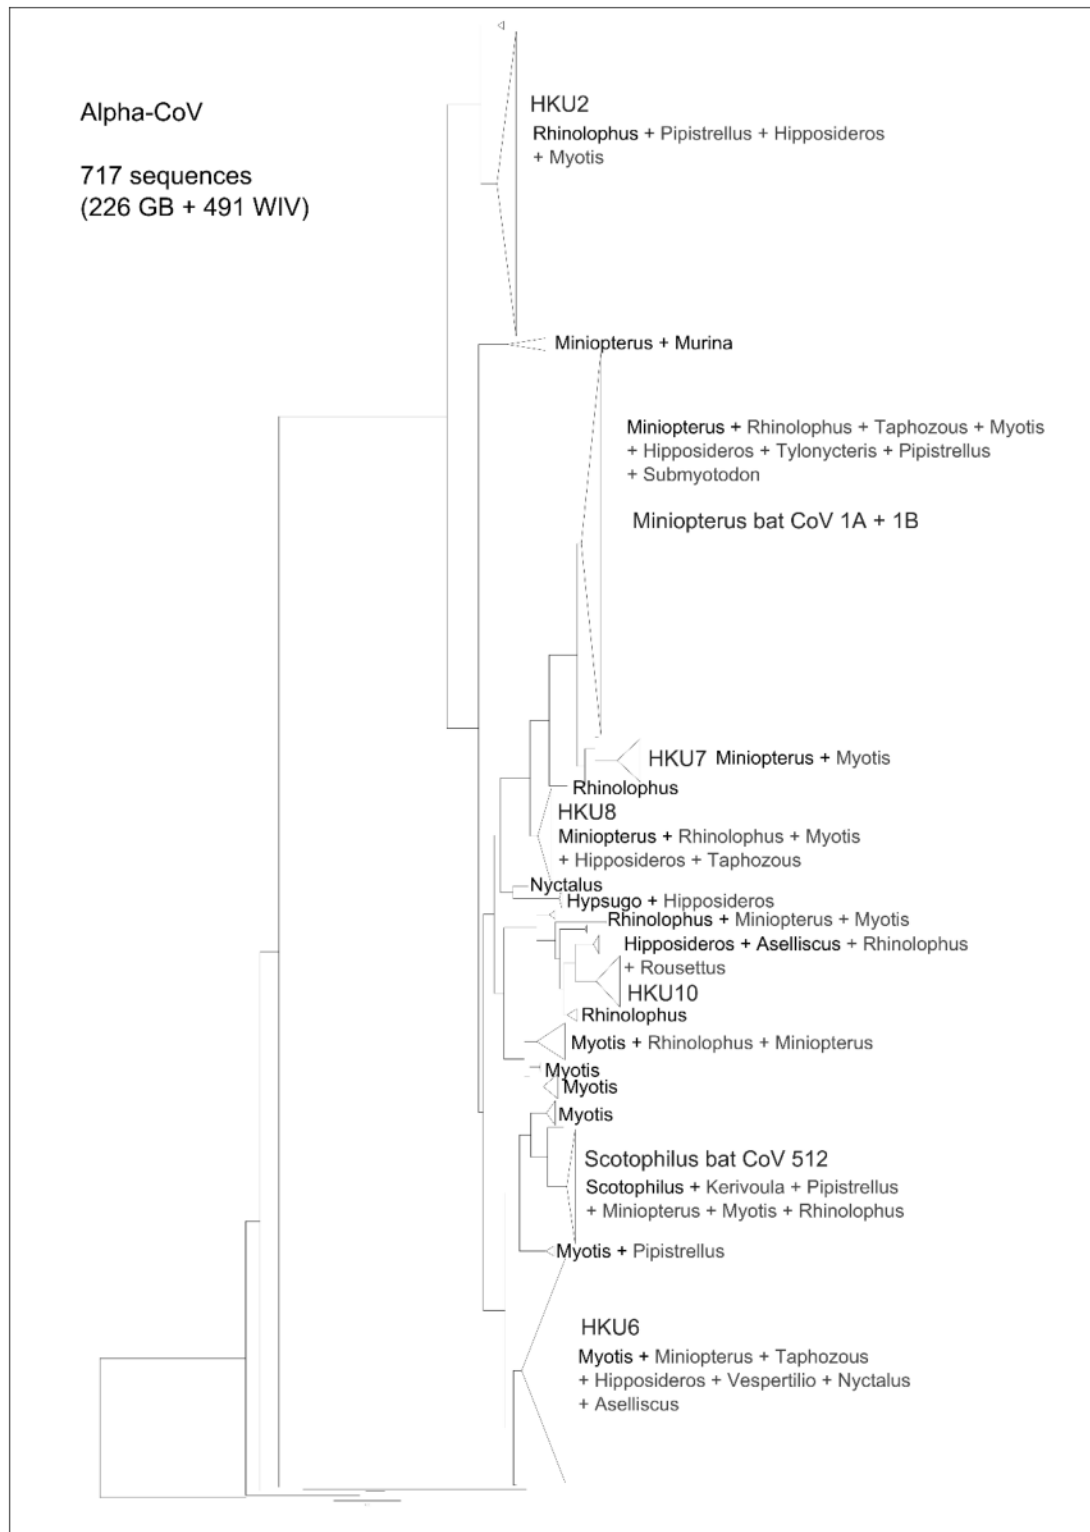 Alpha-CoV
717 sequences
(226 GB + 491 WIV)
HKU2
Rhinolophus + Pipistrellus + Hipposideros
+ Myotis
Miniopterus + Murina
Miniopterus + Rhinolophus + Taphozous + Myotis
+ Hipposideros + Tylonycteris + Pipistrellus
+ Submyotodon
Miniopterus bat CoV 1A + 1B
HKU7 Miniopterus + Myotis
Rhinolophus
HKU8
Miniopterus + Rhinolophus + Myotis
+ Hipposideros + Taphozous
Nyctalus
Hypsugo + Hipposideros
Rhinolophus + Miniopterus + Myotis
Hipposideros + Aselliscus + Rhinolophus
+ Rousettus
HKU10
Rhinolophus
Myotis + Rhinolophus + Miniopterus
Myotis
Myotis
Myotis
Scotophilus bat CoV 512
Scotophilus + Kerivoula + Pipistrellus
+ Miniopterus + Myotis + Rhinolophus
Myotis + Pipistrellus
HKU6
Myotis + Miniopterus + Taphozous
+ Hipposideros + Vespertilio + Nyctalus
+ Aselliscus